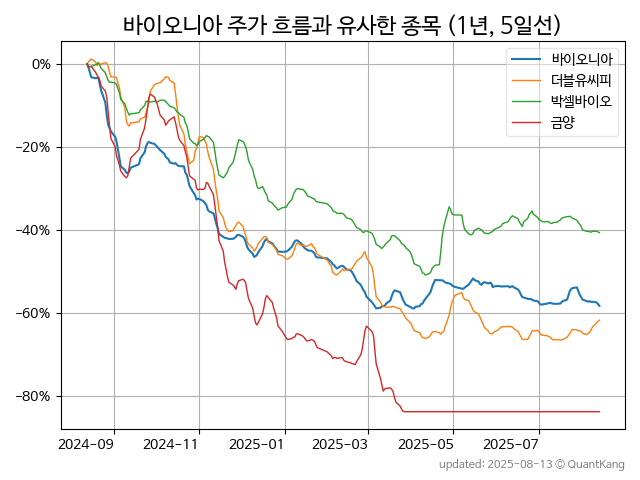 바이오니아 주가 흐름과 유사한 종목 (1년, 5일선)
바이오니아
더블유씨피
박셀바이오
금양
0%
−20%
−40%
−60%
−80%
2024-09 2024-11 2025-01 2025-03 2025-05 2025-07
updated: 2025-08-13 © QuantKang